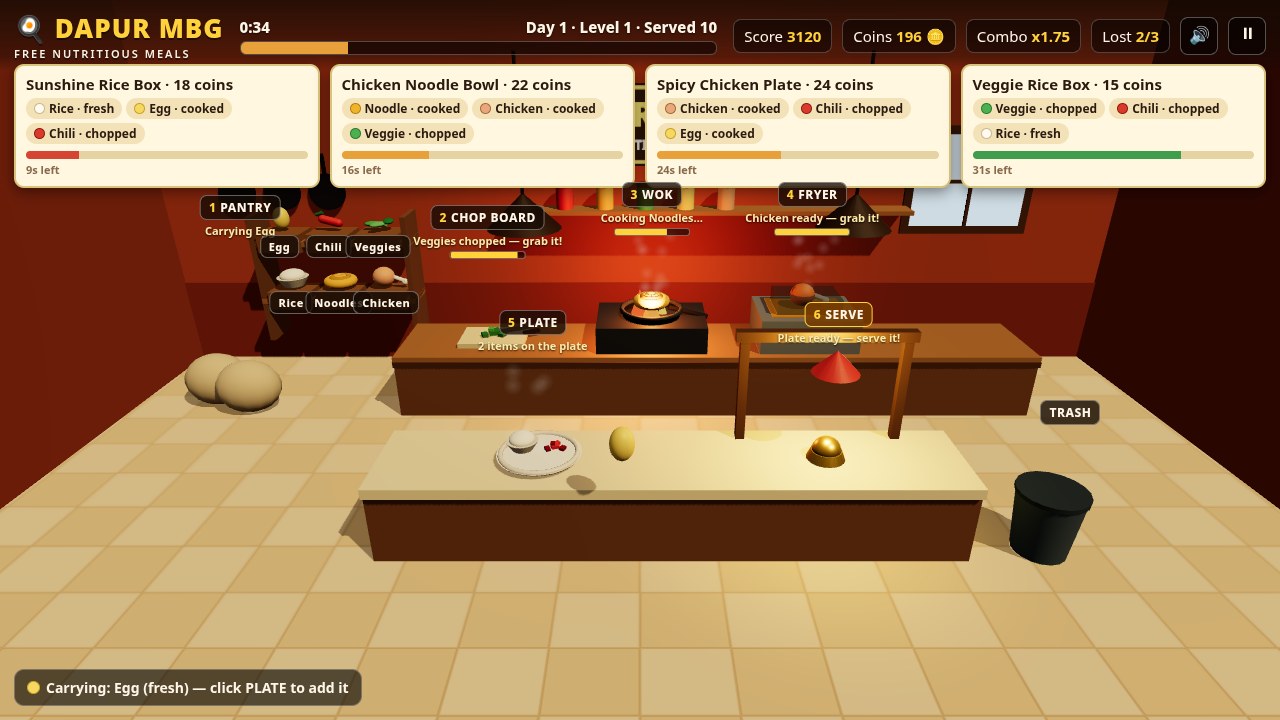 🍳 DAPUR MBG
FREE NUTRITIOUS MEALS
0:34
Day 1 · Level 1 · Served 10
Score 3120
Coins 196 🪙
Combo x1.75
Lost 2/3
Sunshine Rice Box · 18 coins
Rice · fresh
Egg · cooked
Chili · chopped
9s left
Chicken Noodle Bowl · 22 coins
Noodle · cooked
Chicken · cooked
Veggie · chopped
16s left
Spicy Chicken Plate · 24 coins
Chicken · cooked
Chili · chopped
Egg · cooked
24s left
Veggie Rice Box · 15 coins
Veggie · chopped
Chili · chopped
Rice · fresh
31s left
1 PANTRY
Carrying Egg
Egg
Chili
Veggies
Rice
Noodle
Chicken
2 CHOP BOARD
Veggies chopped — grab it!
3 WOK
Cooking Noodles...
4 FRYER
Chicken ready — grab it!
5 PLATE
2 items on the plate
6 SERVE
Plate ready — serve it!
TRASH
Carrying: Egg (fresh) — click PLATE to add it